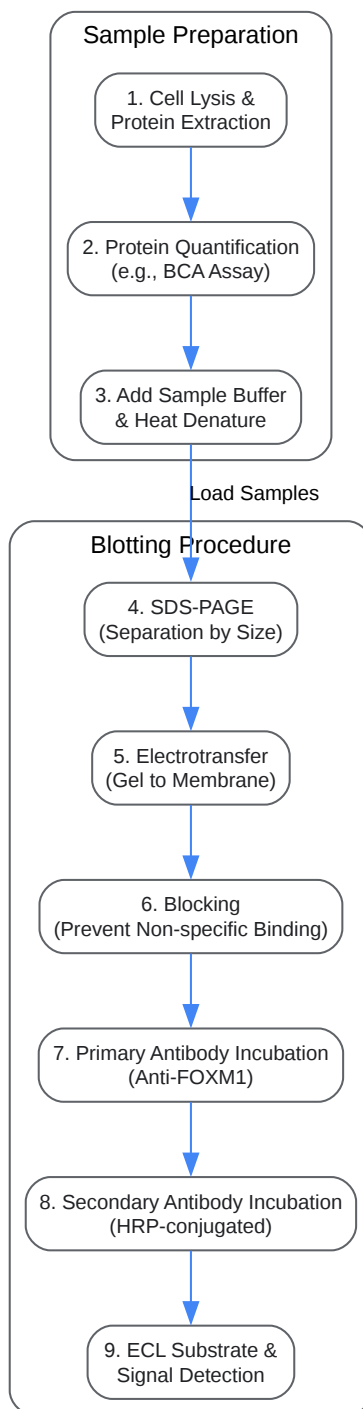 Sample Preparation
1. Cell Lysis &
Protein Extraction
2. Protein Quantification
(e.g., BCA Assay)
3. Add Sample Buffer
& Heat Denature
Load Samples
Blotting Procedure
4. SDS-PAGE
(Separation by Size)
5. Electrotransfer
(Gel to Membrane)
6. Blocking
(Prevent Non-specific Binding)
7. Primary Antibody Incubation
(Anti-FOXM1)
8. Secondary Antibody Incubation
(HRP-conjugated)
9. ECL Substrate &
Signal Detection